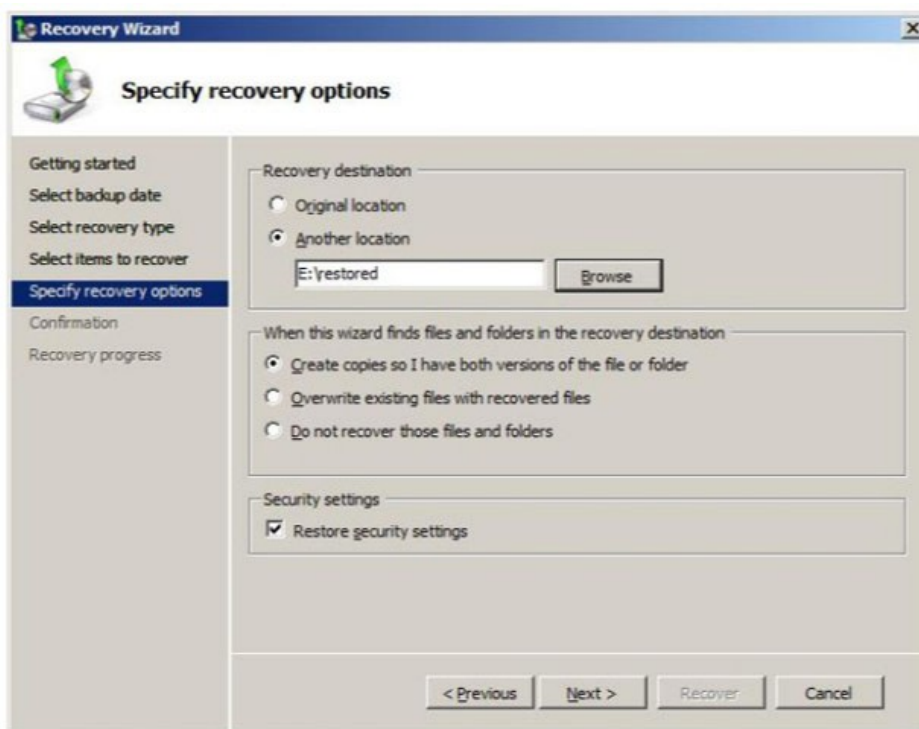 Recovery Wizard
Specify recovery options
Getting started
Select backup date
Select recovery type
Select items to recover
Specify recovery options
Confirmation
Recovery progress
Recovery destination
Original location
Another location
E:\restored
Browse
When this wizard finds files and folders in the recovery destination
Create copies so I have both versions of the file or folder
Overwrite existing files with recovered files
Do not recover those files and folders
Security settings
Restore security settings
< Previous
Next >
Recover
Cancel